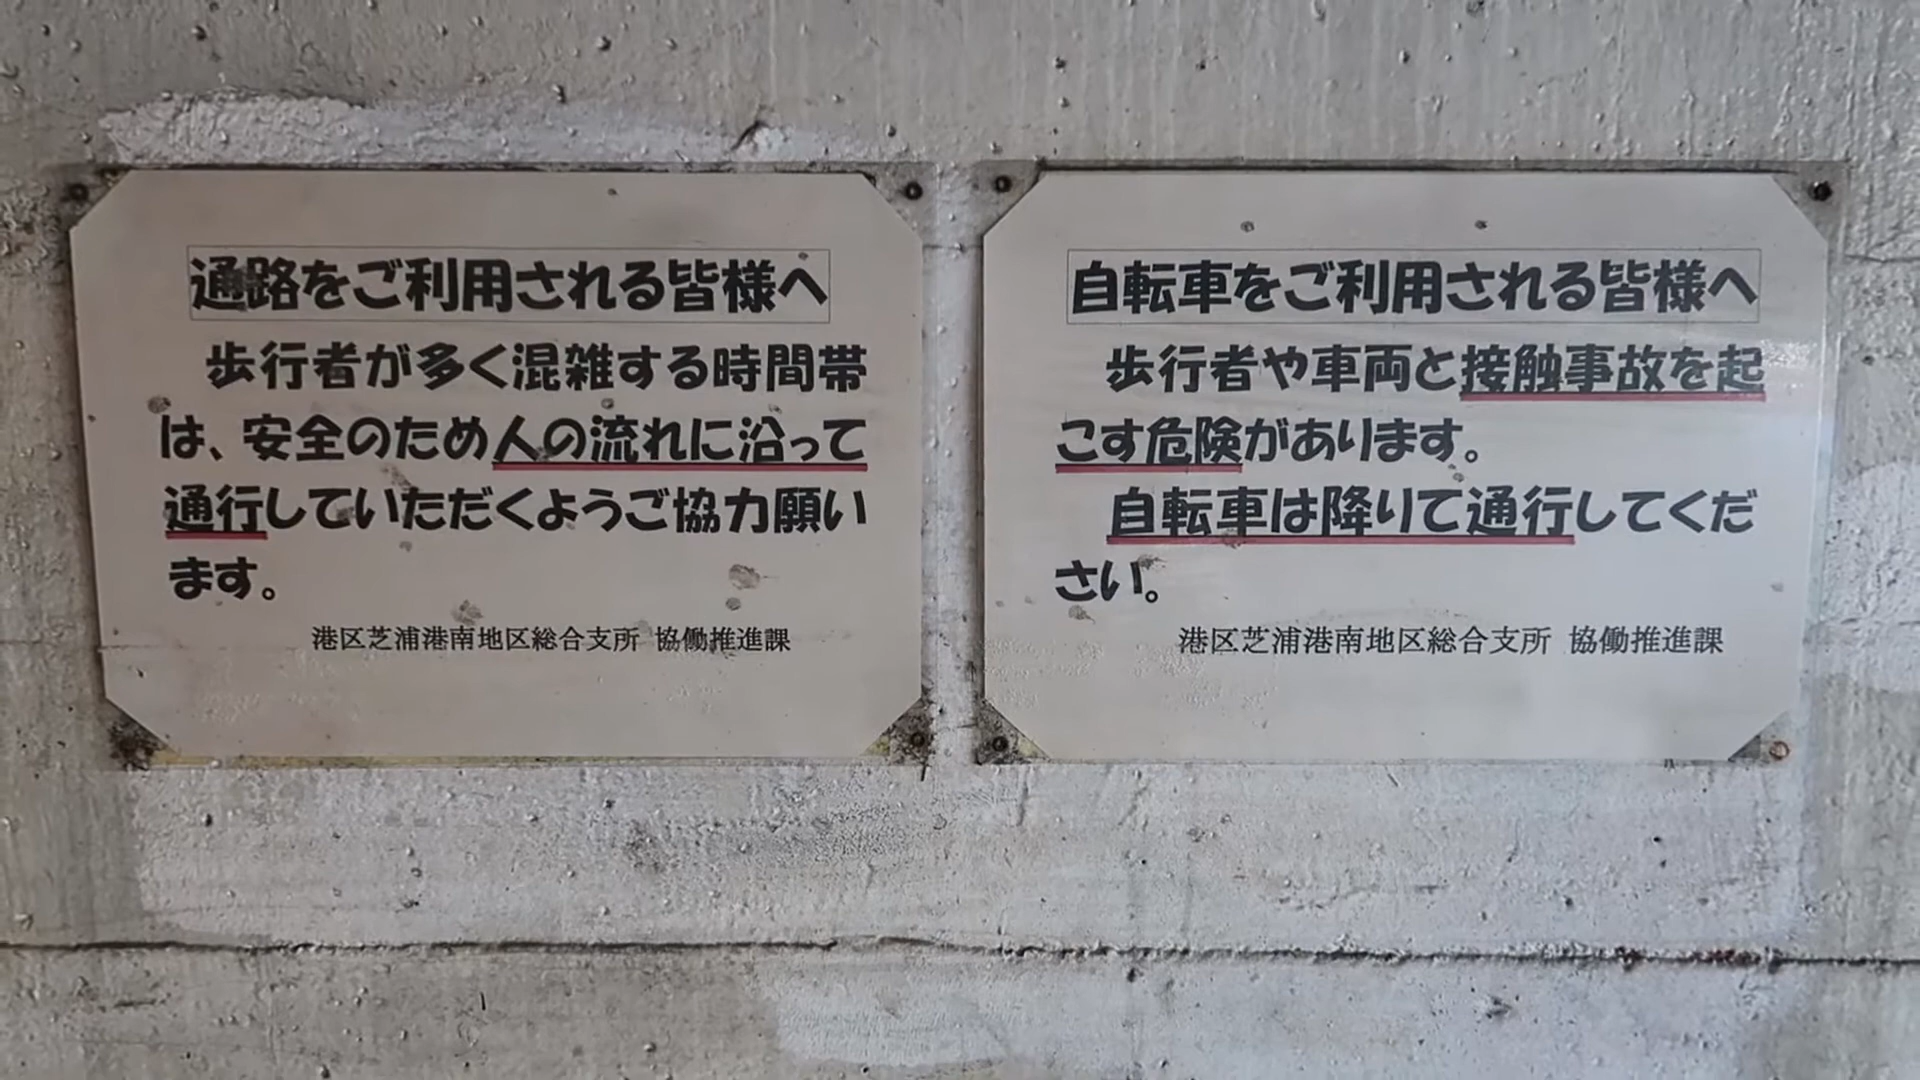 通路をご利用される皆様へ
歩行者が多く混雑する時間帯
は、安全のため人の流れに沿って
通行していただくようご協力願い
ます。
港区芝浦港南地区総合支所 協働推進課
自転車をご利用される皆様へ
歩行者や車両と接触事故を起
こす危険があります。
自転車は降りて通行してくだ
さい。
港区芝浦港南地区総合支所 協働推進課